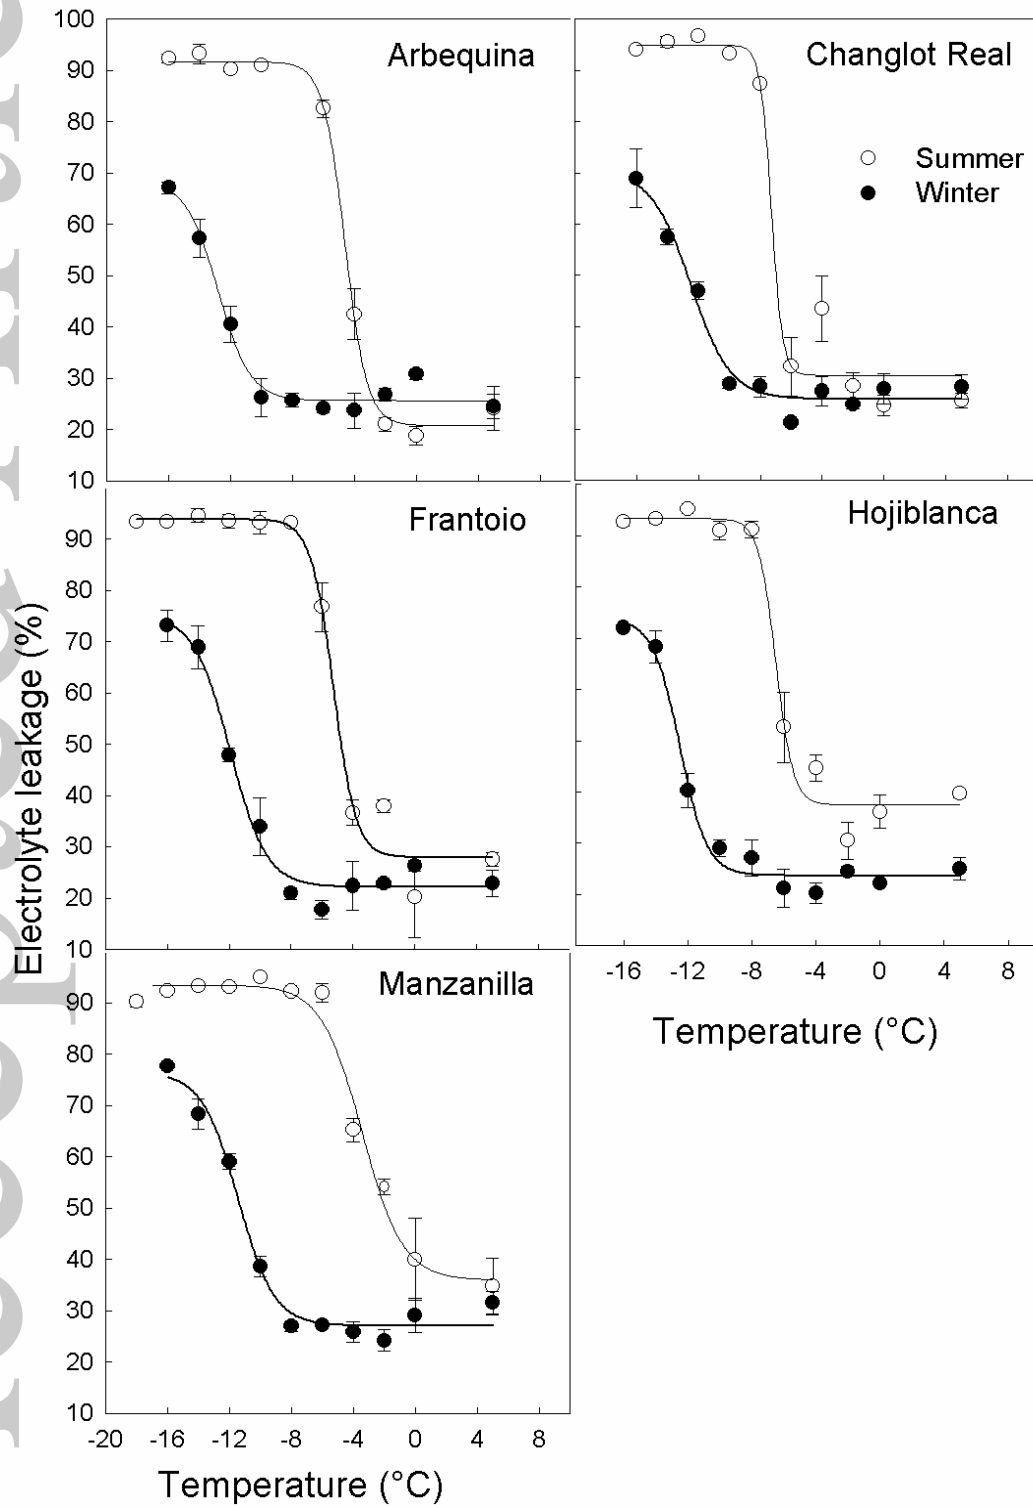 100
90
80
70
60
50
40
30
20
10
Arbequina
Changlot Real
Summer
Winter
90
80
70
60
50
40
30
20
10
Frantoio
Hojiblanca
-16 -12 -8 -4 0 4 8
Temperature (°C)
Electrolyte leakage (%)
90
80
70
60
50
40
30
20
10
Manzanilla
-20 -16 -12 -8 -4 0 4 8
Temperature (°C)